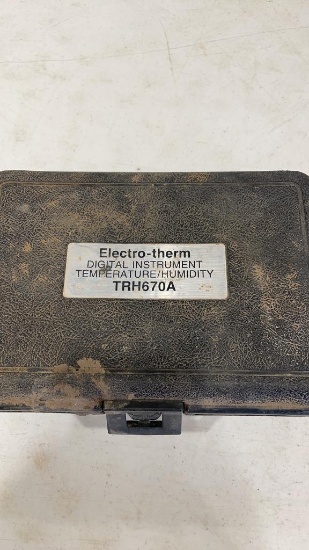 Electro-therm
DIGITAL INSTRUMENT
TEMPERATURE/HUMIDITY
TRH670A